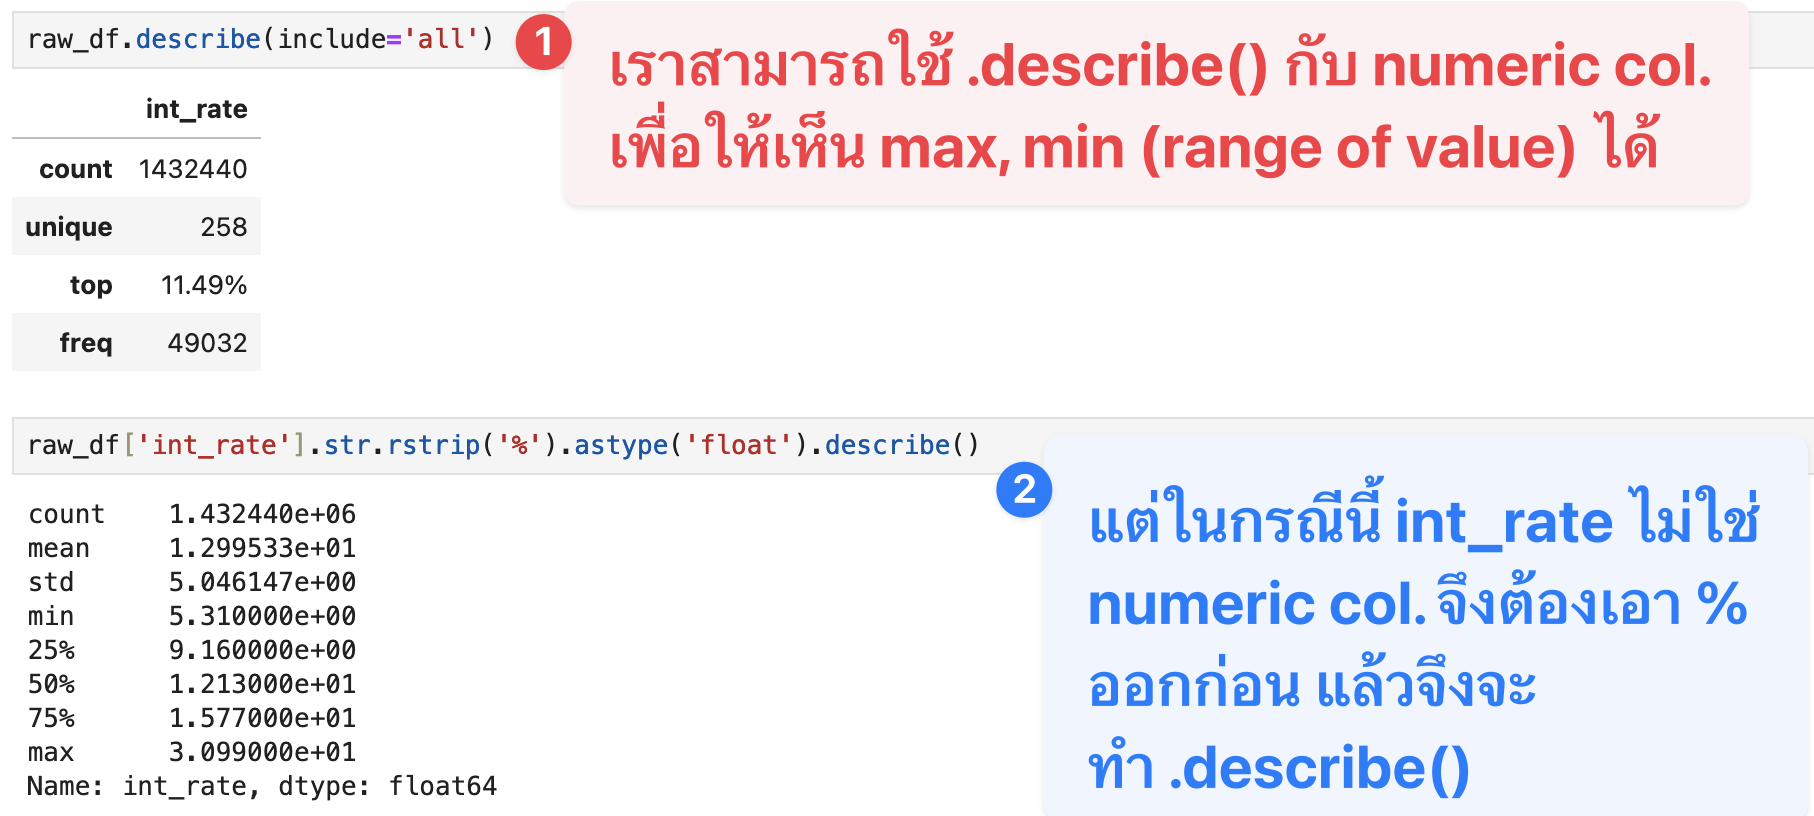 raw_df.describe(include='all')
1
เราสามารถใช้ .describe() กับ numeric col.
เพื่อให้เห็น max, min (range of value) ได้
int_rate
count 1432440
unique 258
top 11.49%
freq 49032
raw_df['int_rate'].str.rstrip('%').astype('float').describe()
2
แต่ในกรณีนี้ int_rate ไม่ใช่
numeric col. จึงต้องเอา %
ออกก่อน แล้วจึงจะ
ทำ .describe()
count 1.432440e+06
mean 1.299533e+01
std 5.046147e+00
min 5.310000e+00
25% 9.160000e+00
50% 1.213000e+01
75% 1.577000e+01
max 3.099000e+01
Name: int_rate, dtype: float64